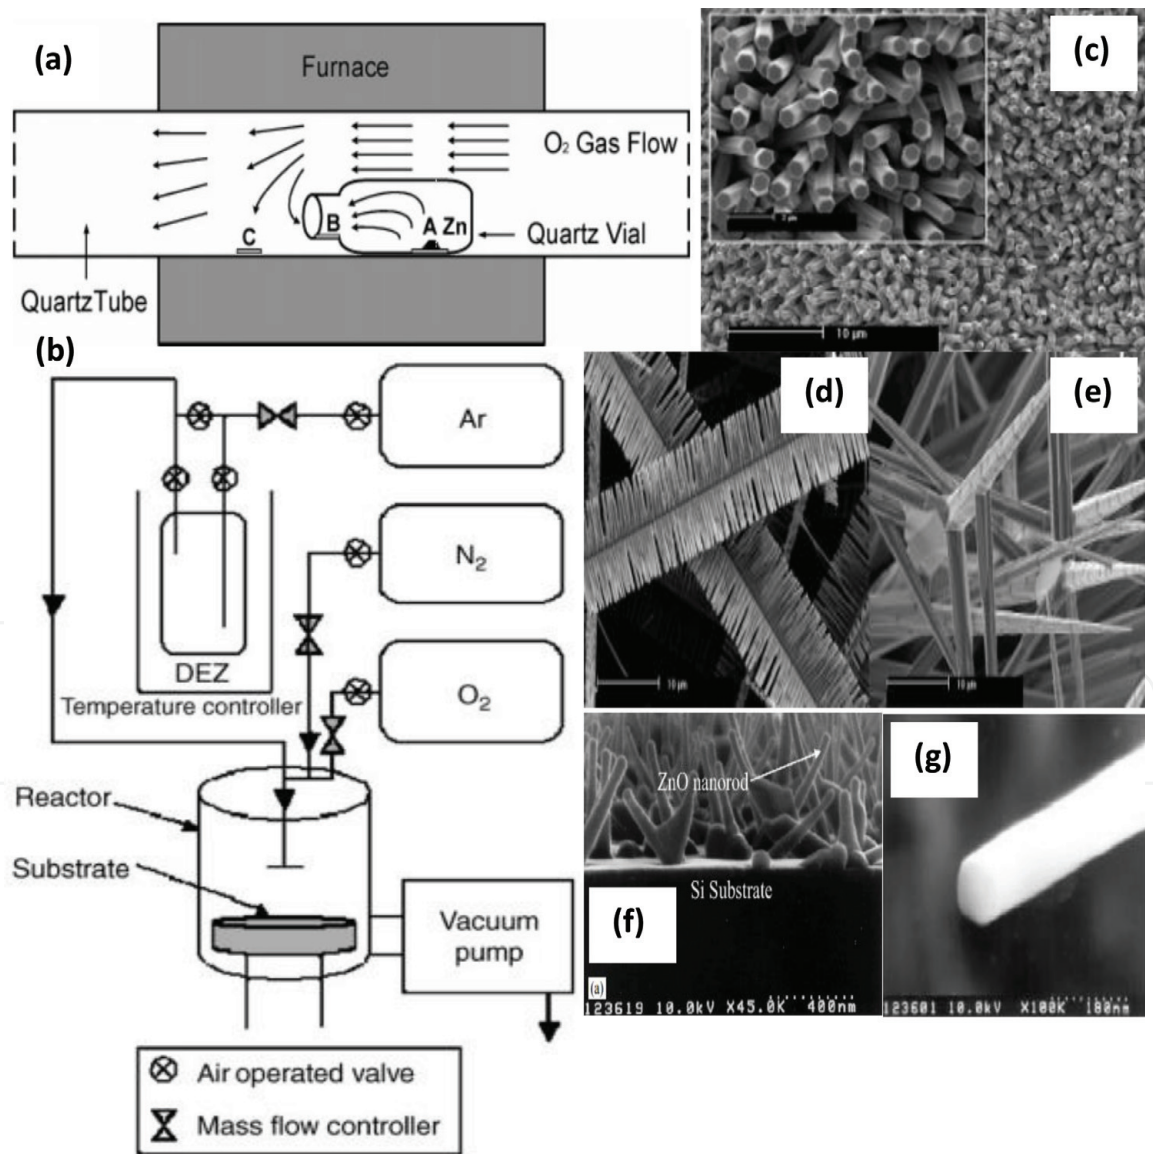 (a)
Furnace
O₂ Gas Flow
B
A Zn
C
Quartz Vial
QuartzTube
(b)
Ar
N₂
DEZ
Temperature controller
O₂
Reactor
Substrate
Vacuum
pump
Air operated valve
Mass flow controller
(c)
10 μm
(d)
10 μm
(e)
10 μm
ZnO nanorod
Si Substrate
(f)
(a)
123619 10.0kV X45.0K 400nm
(g)
123601 10.0kV X100K 180nm